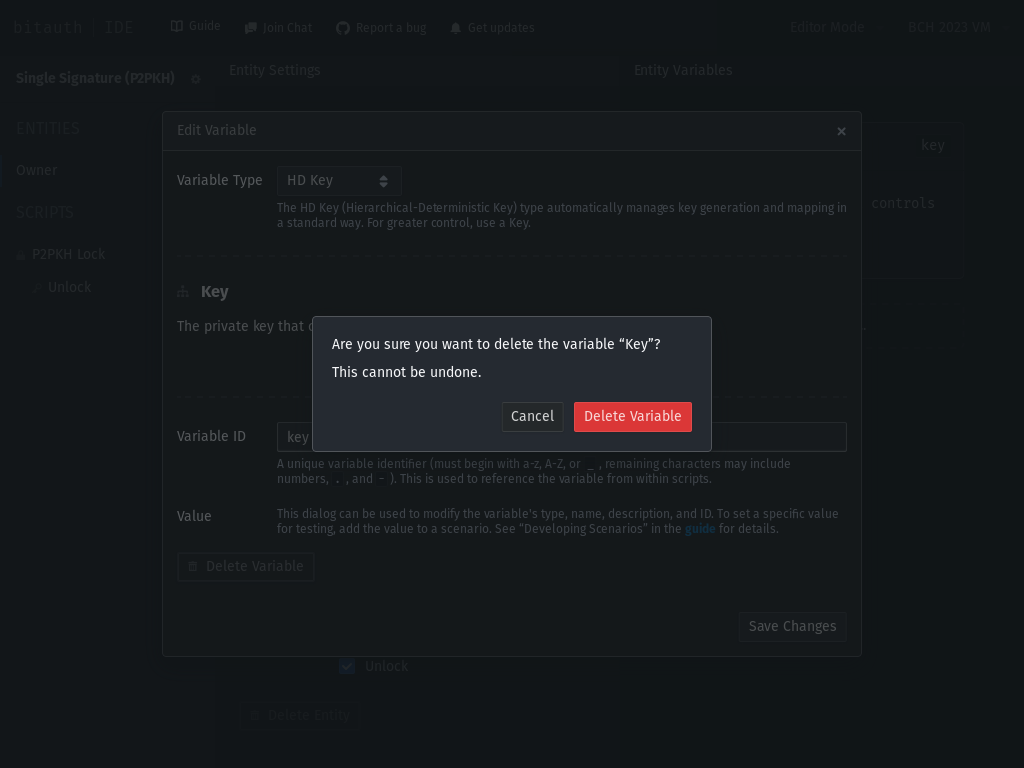 bitauth IDE
Guide
Join Chat
Report a bug
Get updates
Editor Mode
BCH 2023 VM
Single Signature (P2PKH)
Entity Settings
Entity Variables
ENTITIES
Owner
SCRIPTS
P2PKH Lock
Unlock
key
controls
Edit Variable
Variable Type
HD Key
The HD Key (Hierarchical-Deterministic Key) type automatically manages key generation and mapping in
a standard way. For greater control, use a Key.
Key
The private key that
Are you sure you want to delete the variable “Key”?
This cannot be undone.
Cancel
Delete Variable
Variable ID
key
A unique variable identifier (must begin with a-z, A-Z, or _ , remaining characters may include
numbers, . , and - ). This is used to reference the variable from within scripts.
Value
This dialog can be used to modify the variable's type, name, description, and ID. To set a specific value
for testing, add the value to a scenario. See “Developing Scenarios” in the guide for details.
Delete Variable
Save Changes
Unlock
Delete Entity